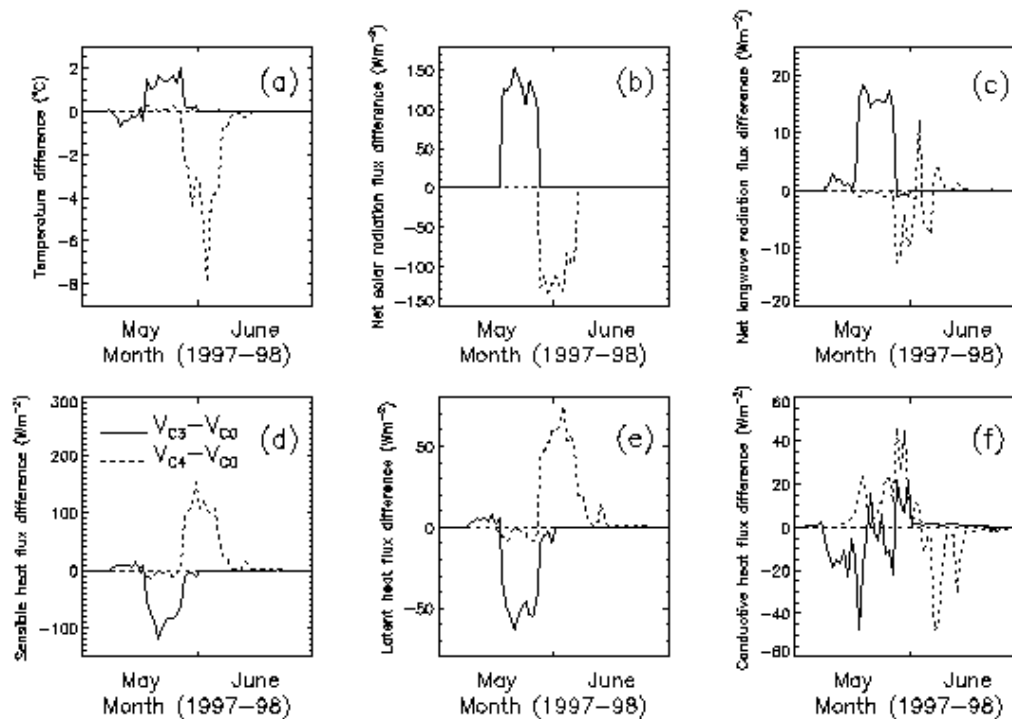 Temperature difference (°C)
2
0
−2
−4
−6
−8
(a)
May June
Month (1997−98)
Net solar radiation flux difference (Wm⁻²)
150
100
50
0
−50
−100
−150
(b)
May June
Month (1997−98)
Net longwave radiation flux difference (Wm⁻²)
20
10
0
−10
−20
(c)
May June
Month (1997−98)
Sensible heat flux difference (Wm⁻²)
300
200
100
0
−100
V_C3−V_C0
V_C4−V_C0
(d)
May June
Month (1997−98)
Latent heat flux difference (Wm⁻²)
50
0
−50
(e)
May June
Month (1997−98)
Conductive heat flux difference (Wm⁻²)
60
40
20
0
−20
−40
−60
(f)
May June
Month (1997−98)